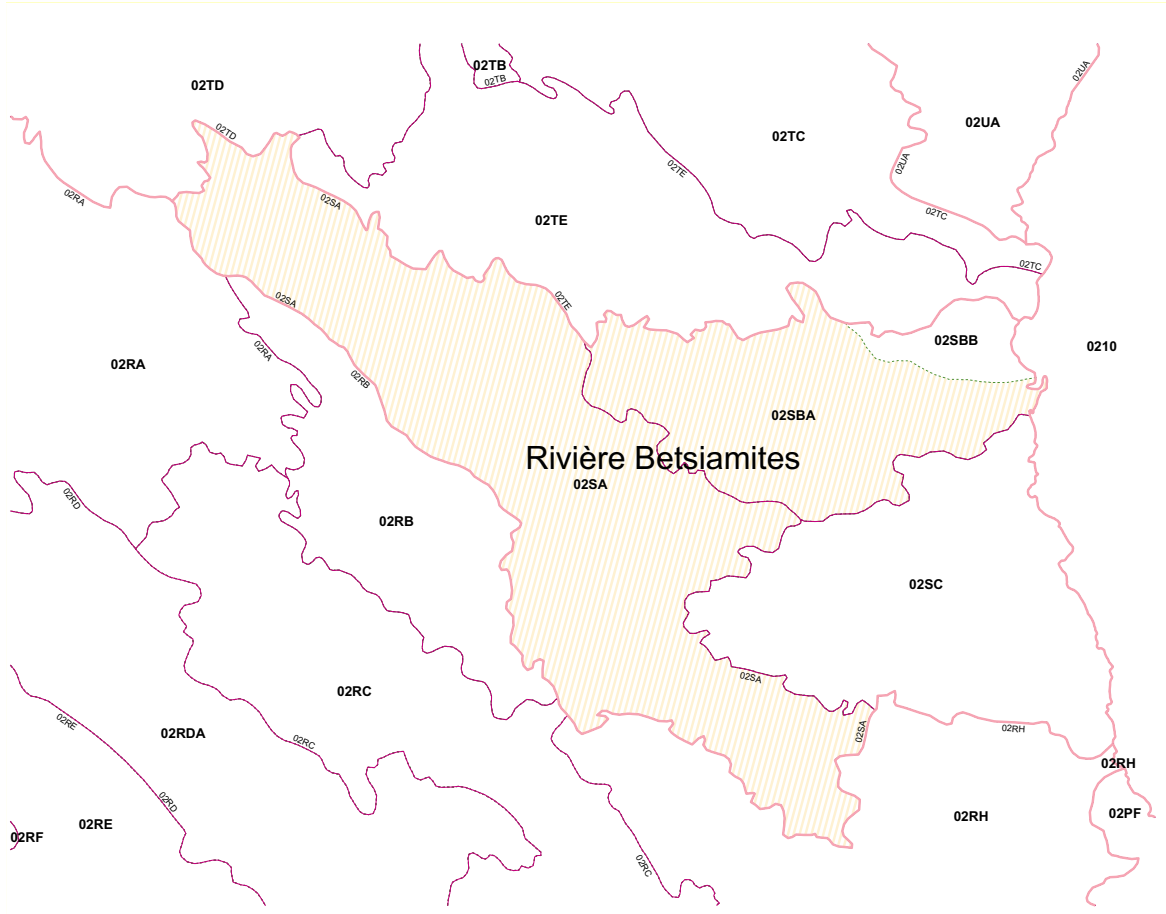 02TB
02UA
02TB
02TD
02TC
02UA
02TD
02TE
02UA
02RA
02SA
02TC
02TE
02TC
02SA
02TE
02SBB
0210
02RA
02RA
02RB
02SBA
Rivière Betsiamites
02SA
02RD
02RB
02SC
02SA
02RC
02RE
02SA
02RH
02RDA
02RC
02RH
02RD
02RE
02RH
02PF
02RF
02RC